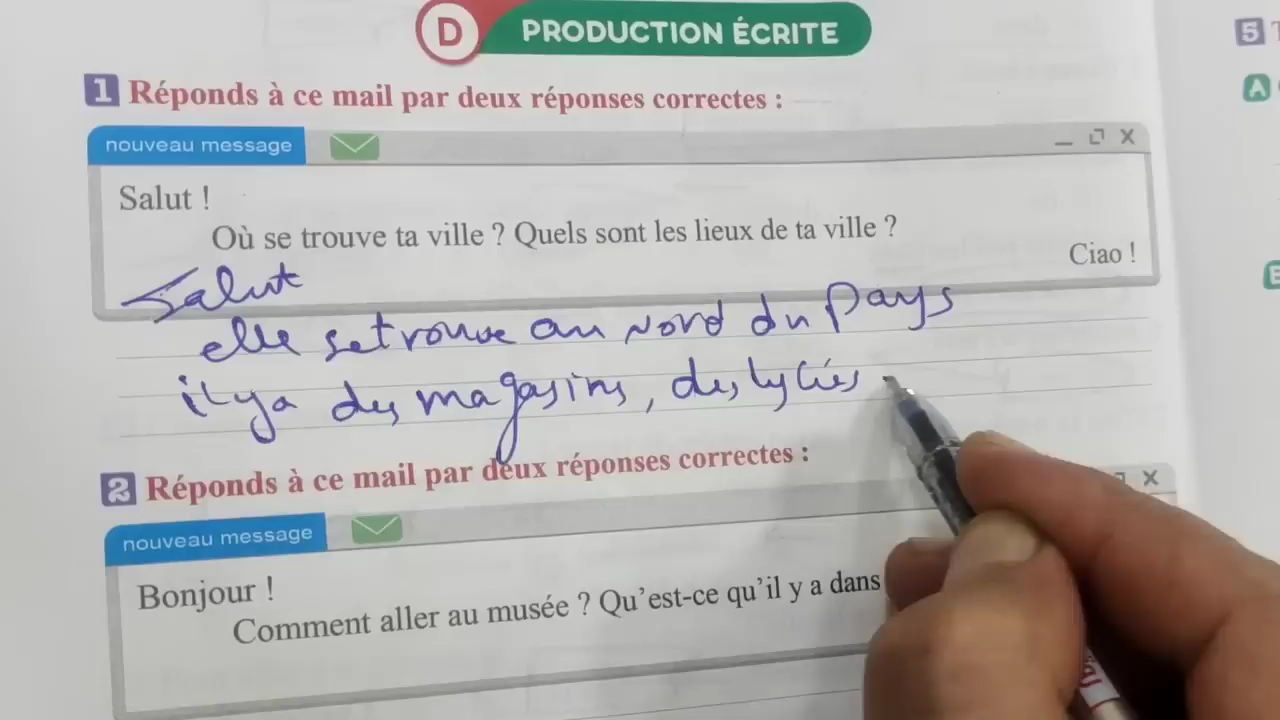 D PRODUCTION ÉCRITE
5
1 Réponds à ce mail par deux réponses correctes :
A
nouveau message
Salut !
Où se trouve ta ville ? Quels sont les lieux de ta ville ?
Ciao !
Salut
elle se trouve au Nord du pays
il y a des magasins, des lycées
2 Réponds à ce mail par deux réponses correctes :
nouveau message
Bonjour !
Comment aller au musée ? Qu'est-ce qu'il y a dans